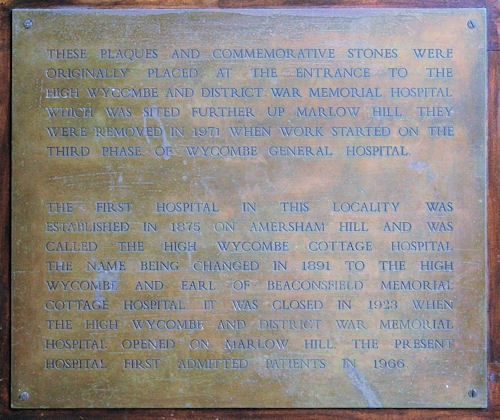 THESE PLAQUES AND COMMEMORATIVE STONES WERE
ORIGINALLY PLACED AT THE ENTRANCE TO THE
HIGH WYCOMBE AND DISTRICT WAR MEMORIAL HOSPITAL
WHICH WAS SITED FURTHER UP MARLOW HILL. THEY
WERE REMOVED IN 1971 WHEN WORK STARTED ON THE
THIRD PHASE OF WYCOMBE GENERAL HOSPITAL.
THE FIRST HOSPITAL IN THIS LOCALITY WAS
ESTABLISHED IN 1875 ON AMERSHAM HILL AND WAS
CALLED THE HIGH WYCOMBE COTTAGE HOSPITAL
THE NAME BEING CHANGED IN 1891 TO THE HIGH
WYCOMBE AND EARL OF BEACONSFIELD MEMORIAL
COTTAGE HOSPITAL. IT WAS CLOSED IN 1923 WHEN
THE HIGH WYCOMBE AND DISTRICT WAR MEMORIAL
HOSPITAL OPENED ON MARLOW HILL. THE PRESENT
HOSPITAL FIRST ADMITTED PATIENTS IN 1966